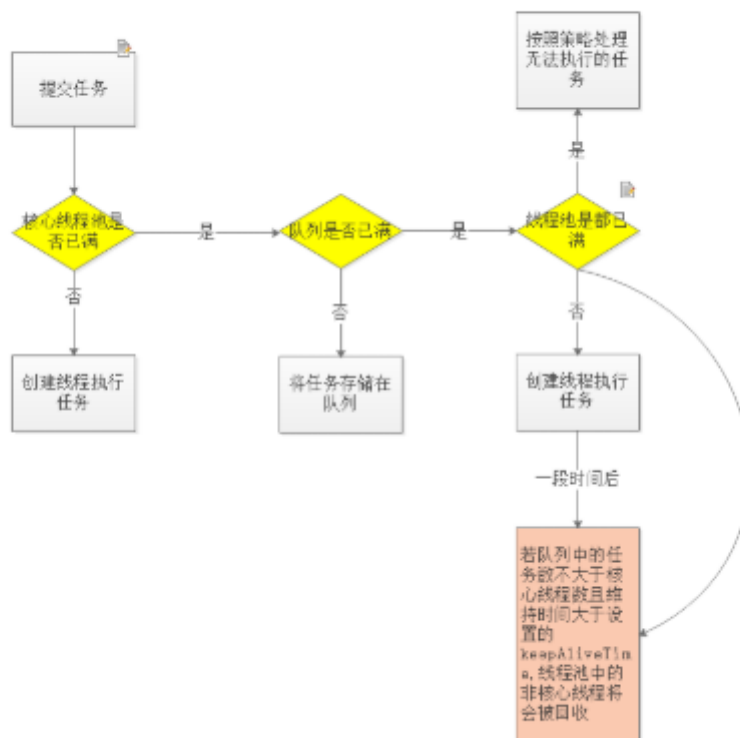 提交任务
核心线程池是
否已满
是
队列是否已满
是
线程池是都已
满
是
按照策略处理
无法执行的任
务
否
创建线程执行
任务
否
将任务存储在
队列
否
创建线程执行
任务
一段时间后
若队列中的任
务数不大于核
心线程数且维
持时间大于设
置的
keepAliveTim
e,线程池中的
非核心线程将
会被回收